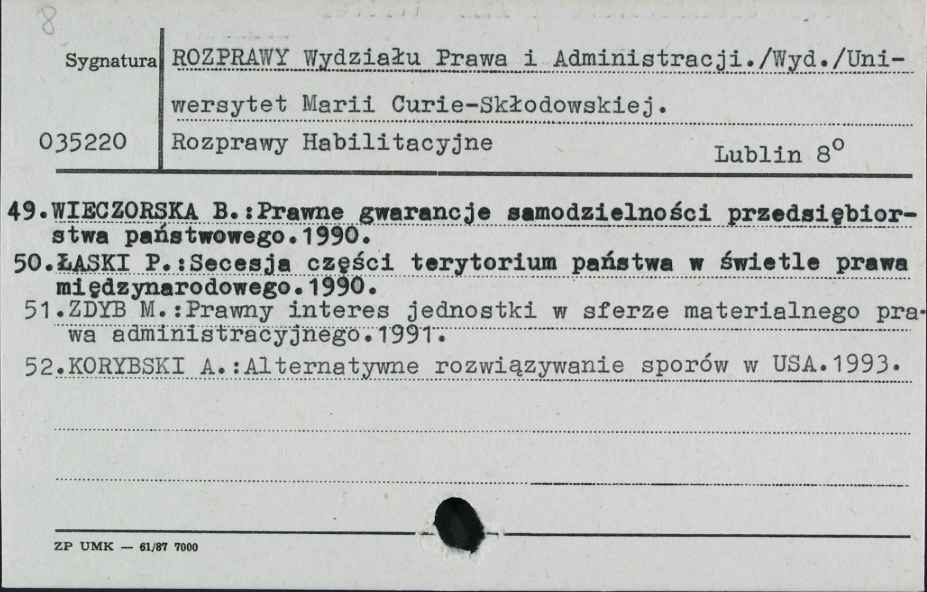 8
Sygnatura
ROZPRAWY Wydziału Prawa i Administracji./Wyd./Uni-
wersytet Marii Curie-Skłodowskiej.
035220
Rozprawy Habilitacyjne
Lublin 8°
49.WIECZORSKA B.:Prawne gwarancje samodzielności przedsiębior-
stwa państwowego.1990.
50.ŁASKI P.:Secesja części terytorium państwa w świetle prawa
międzynarodowego.1990.
51.ZDYB M.:Prawny interes jednostki w sferze materialnego pra-
wa administracyjnego.1991.
52.KORYBSKI A.:Alternatywne rozwiązywanie sporów w USA.1993.
ZP UMK — 61/87 7000